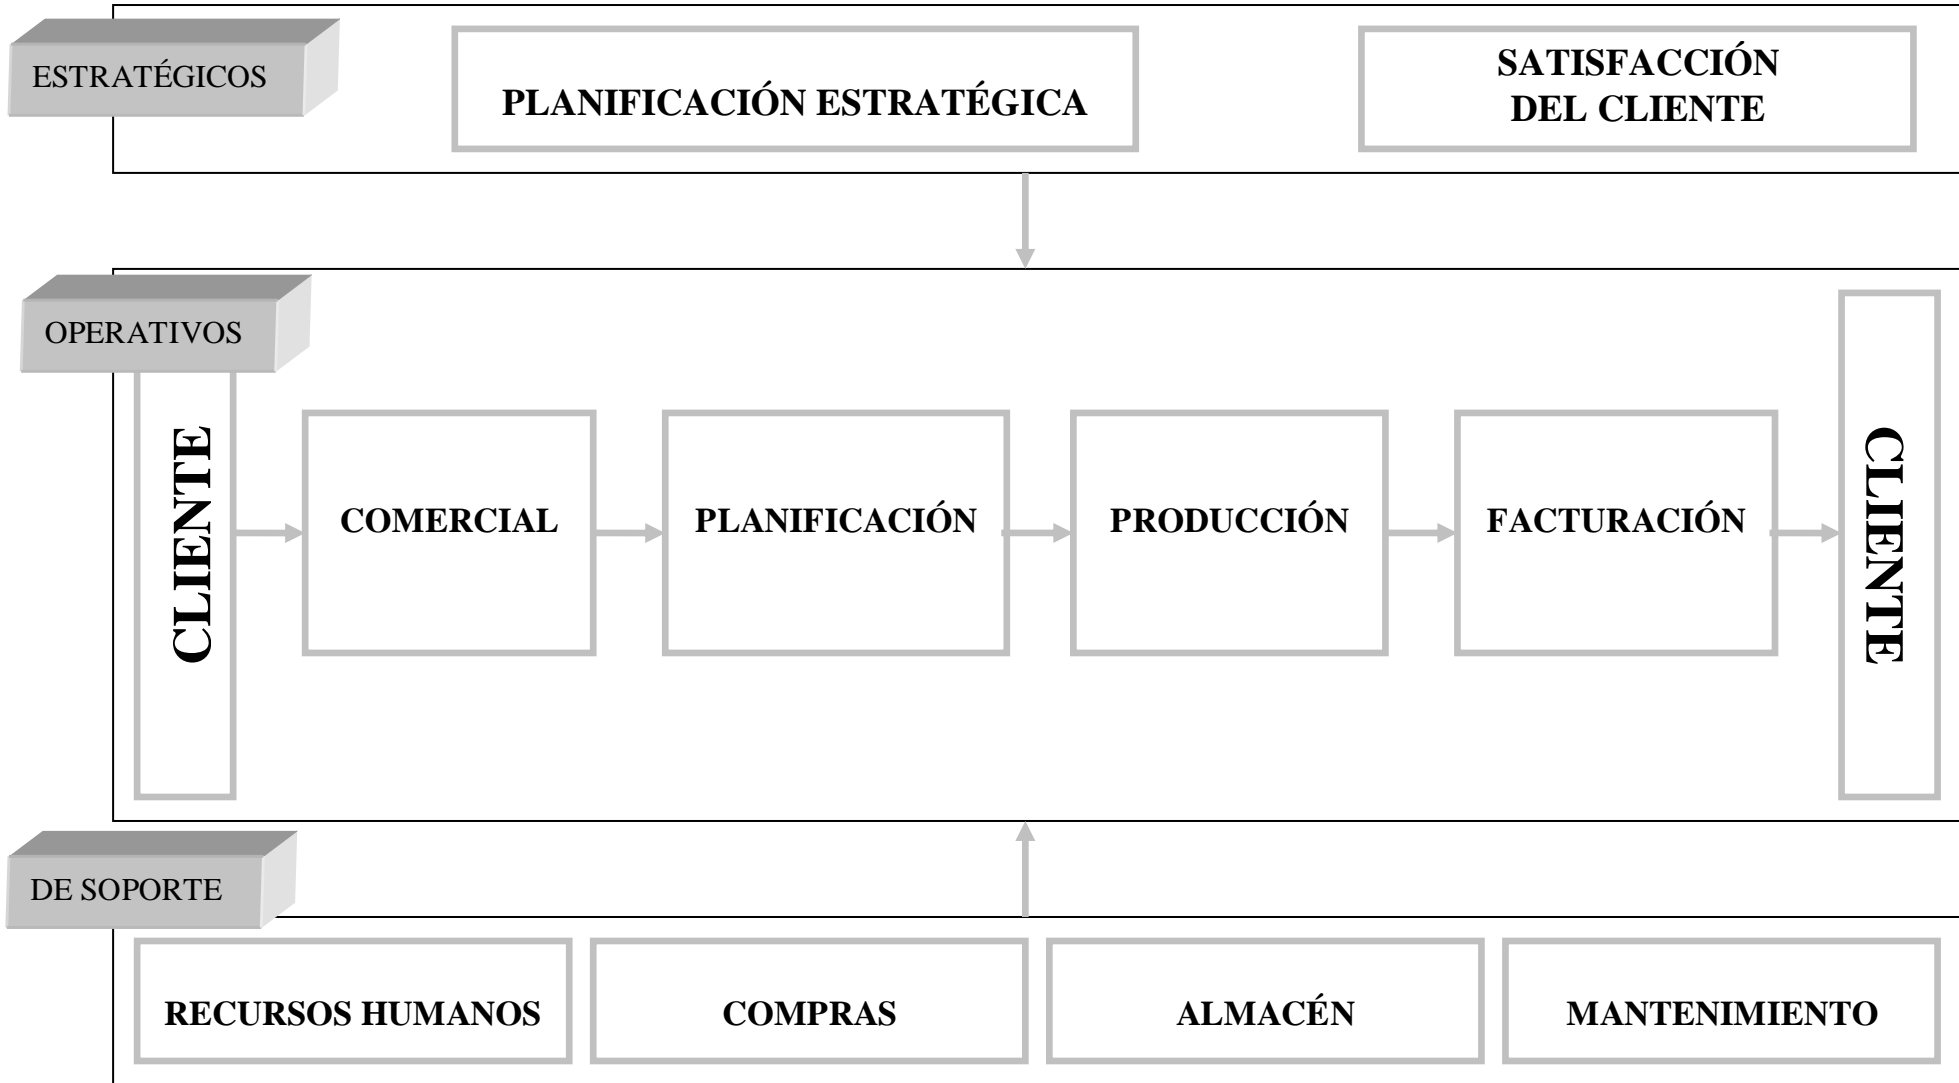 ESTRATÉGICOS
PLANIFICACIÓN ESTRATÉGICA
SATISFACCIÓN
DEL CLIENTE
OPERATIVOS
CLIENTE
COMERCIAL
PLANIFICACIÓN
PRODUCCIÓN
FACTURACIÓN
CLIENTE
DE SOPORTE
RECURSOS HUMANOS
COMPRAS
ALMACÉN
MANTENIMIENTO